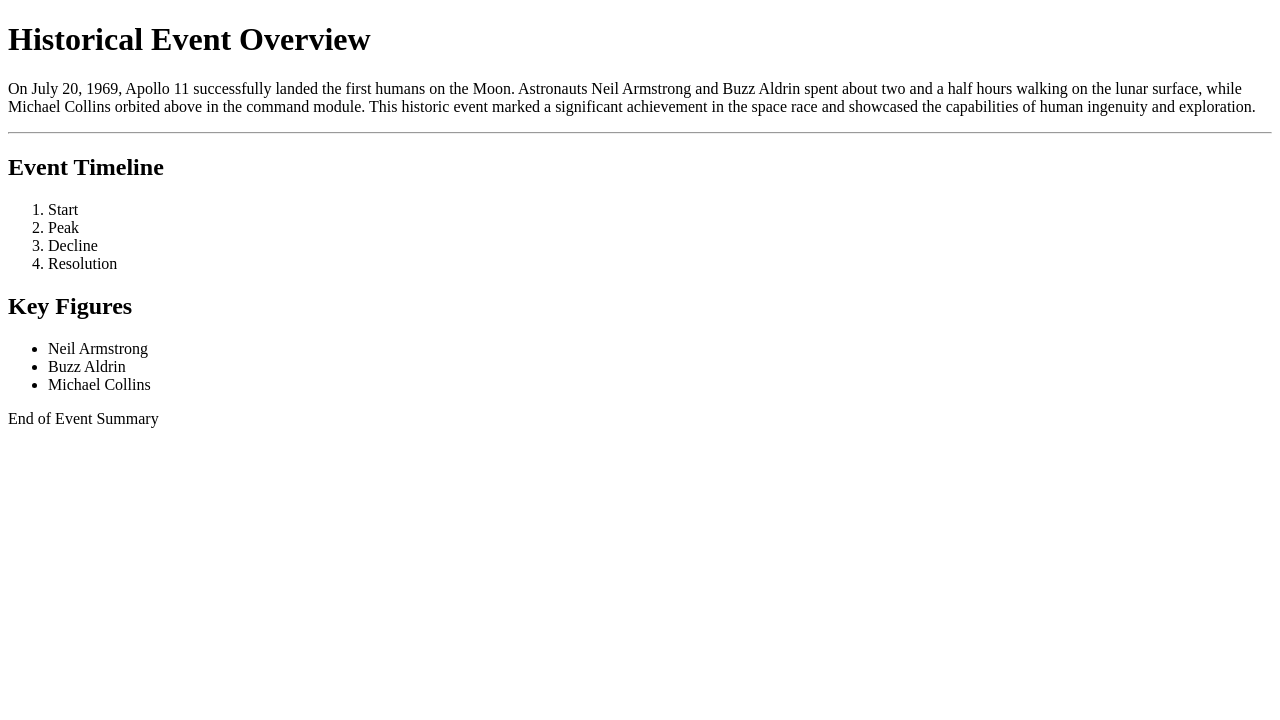 Historical Event Overview
On July 20, 1969, Apollo 11 successfully landed the first humans on the Moon. Astronauts Neil Armstrong and Buzz Aldrin spent about two and a half hours walking on the lunar surface, while
Michael Collins orbited above in the command module. This historic event marked a significant achievement in the space race and showcased the capabilities of human ingenuity and exploration.
Event Timeline
1. Start
2. Peak
3. Decline
4. Resolution
Key Figures
• Neil Armstrong
• Buzz Aldrin
• Michael Collins
End of Event Summary